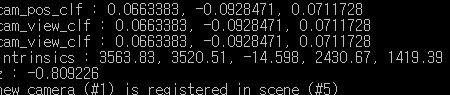 cam_pos_clf : 0.0663383, -0.0928471, 0.0711728
cam_view_clf : 0.0663383, -0.0928471, 0.0711728
cam_view_clf : 0.0663383, -0.0928471, 0.0711728
intrinsics : 3563.83, 3520.51, -14.598, 2430.67, 1419.39
z : -0.809226
new camera (#1) is registered in scene (#5)